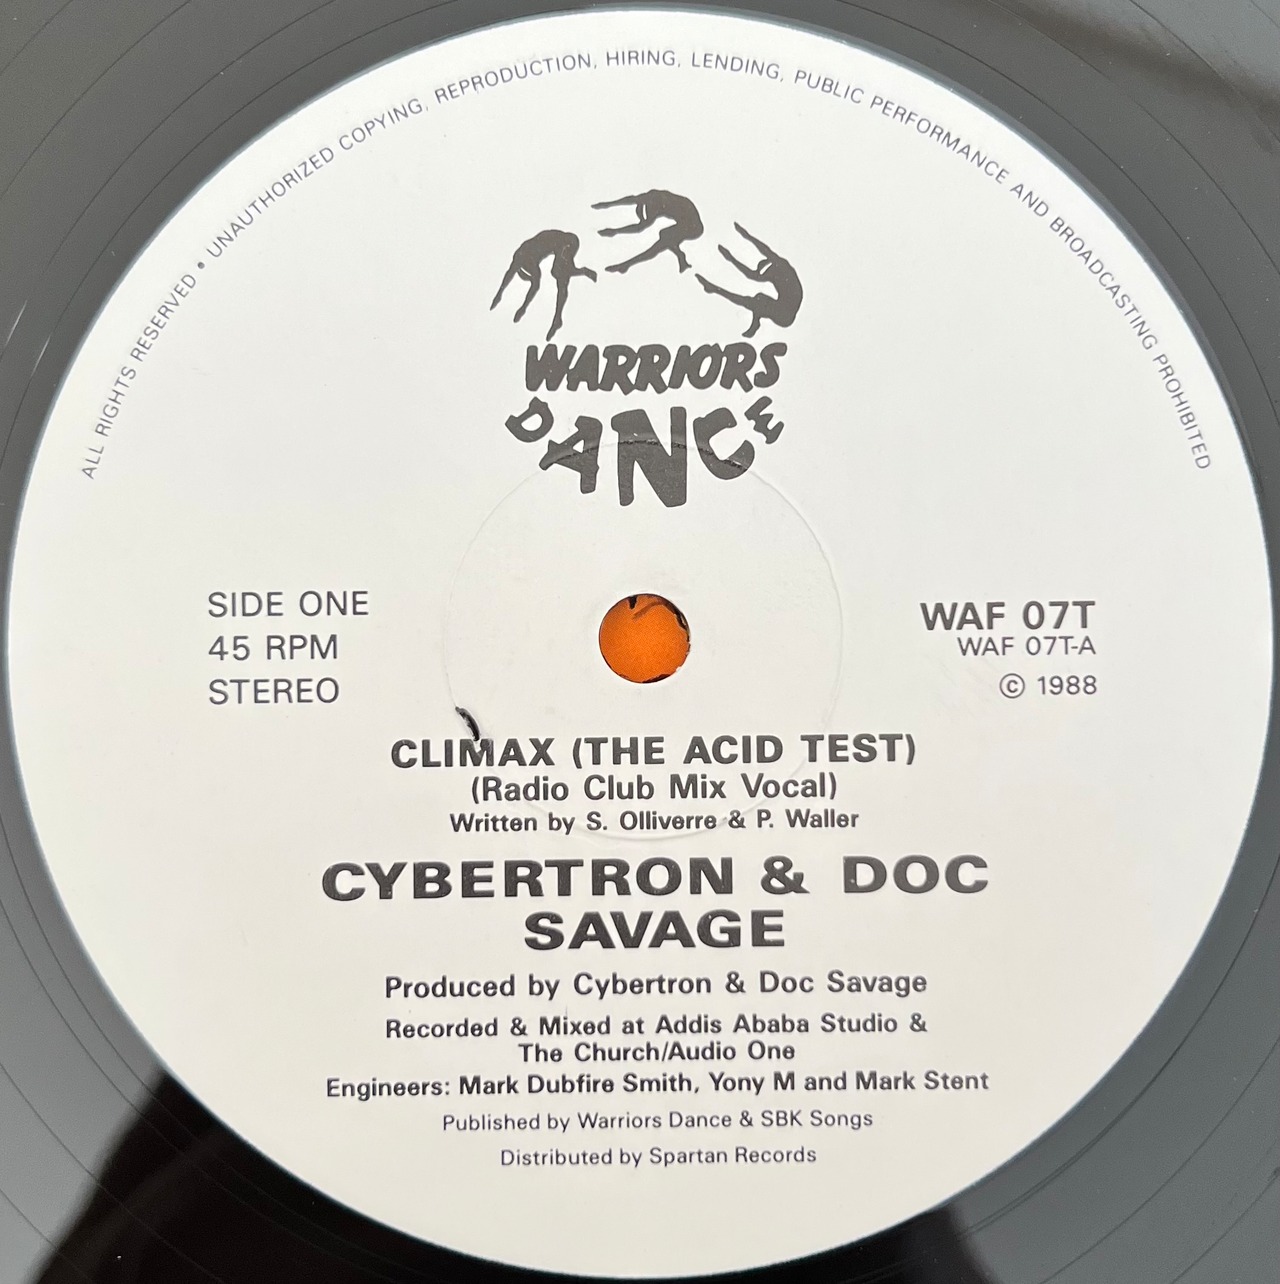 ALL RIGHTS RESERVED • UNAUTHORIZED COPYING, REPRODUCTION, HIRING, LENDING, PUBLIC PERFORMANCE AND BROADCASTING PROHIBITED
WARRIORS
DANCE
SIDE ONE
45 RPM
STEREO
WAF 07T
WAF 07T-A
© 1988
CLIMAX (THE ACID TEST)
(Radio Club Mix Vocal)
Written by S. Olliverre & P. Waller
CYBERTRON & DOC
SAVAGE
Produced by Cybertron & Doc Savage
Recorded & Mixed at Addis Ababa Studio &
The Church/Audio One
Engineers: Mark Dubfire Smith, Yony M and Mark Stent
Published by Warriors Dance & SBK Songs
Distributed by Spartan Records